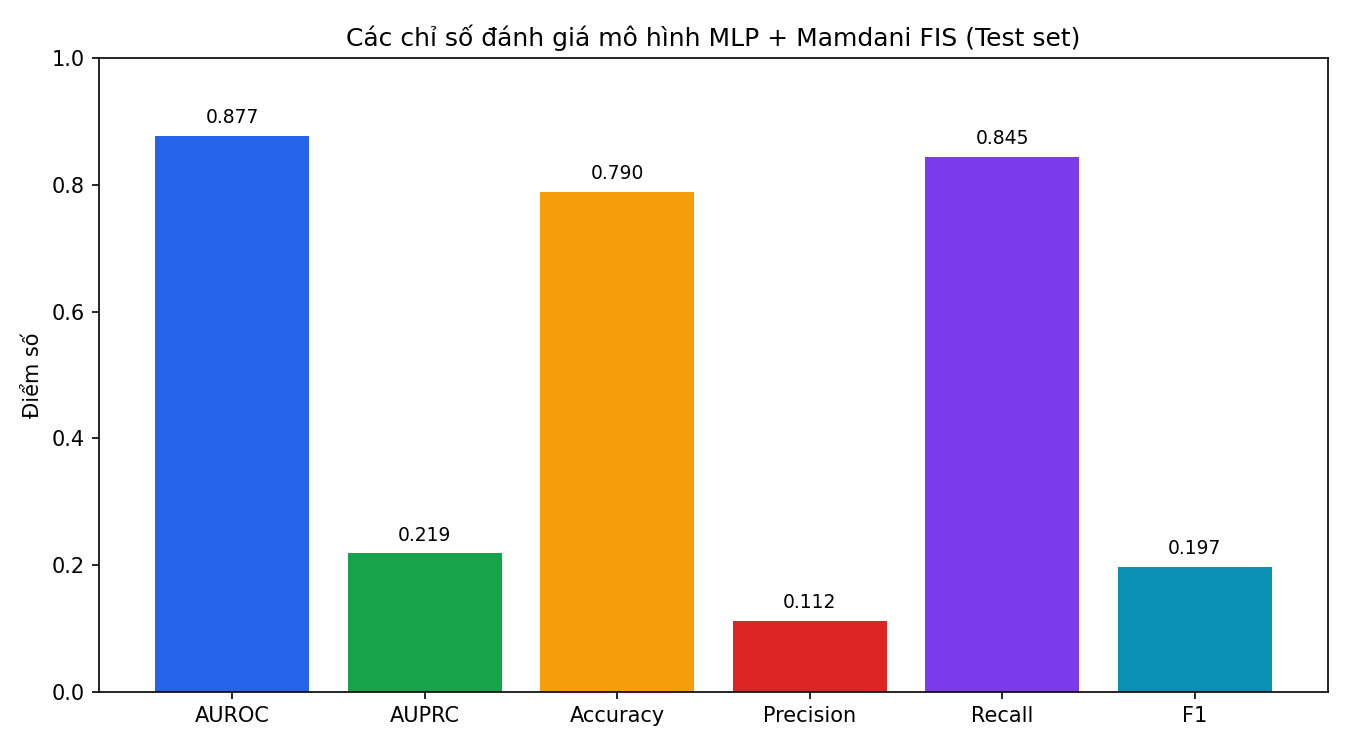 Các chỉ số đánh giá mô hình MLP + Mamdani FIS (Test set)
1.0
0.8
0.6
0.4
0.2
0.0
Điểm số
0.877
0.219
0.790
0.112
0.845
0.197
AUROC
AUPRC
Accuracy
Precision
Recall
F1